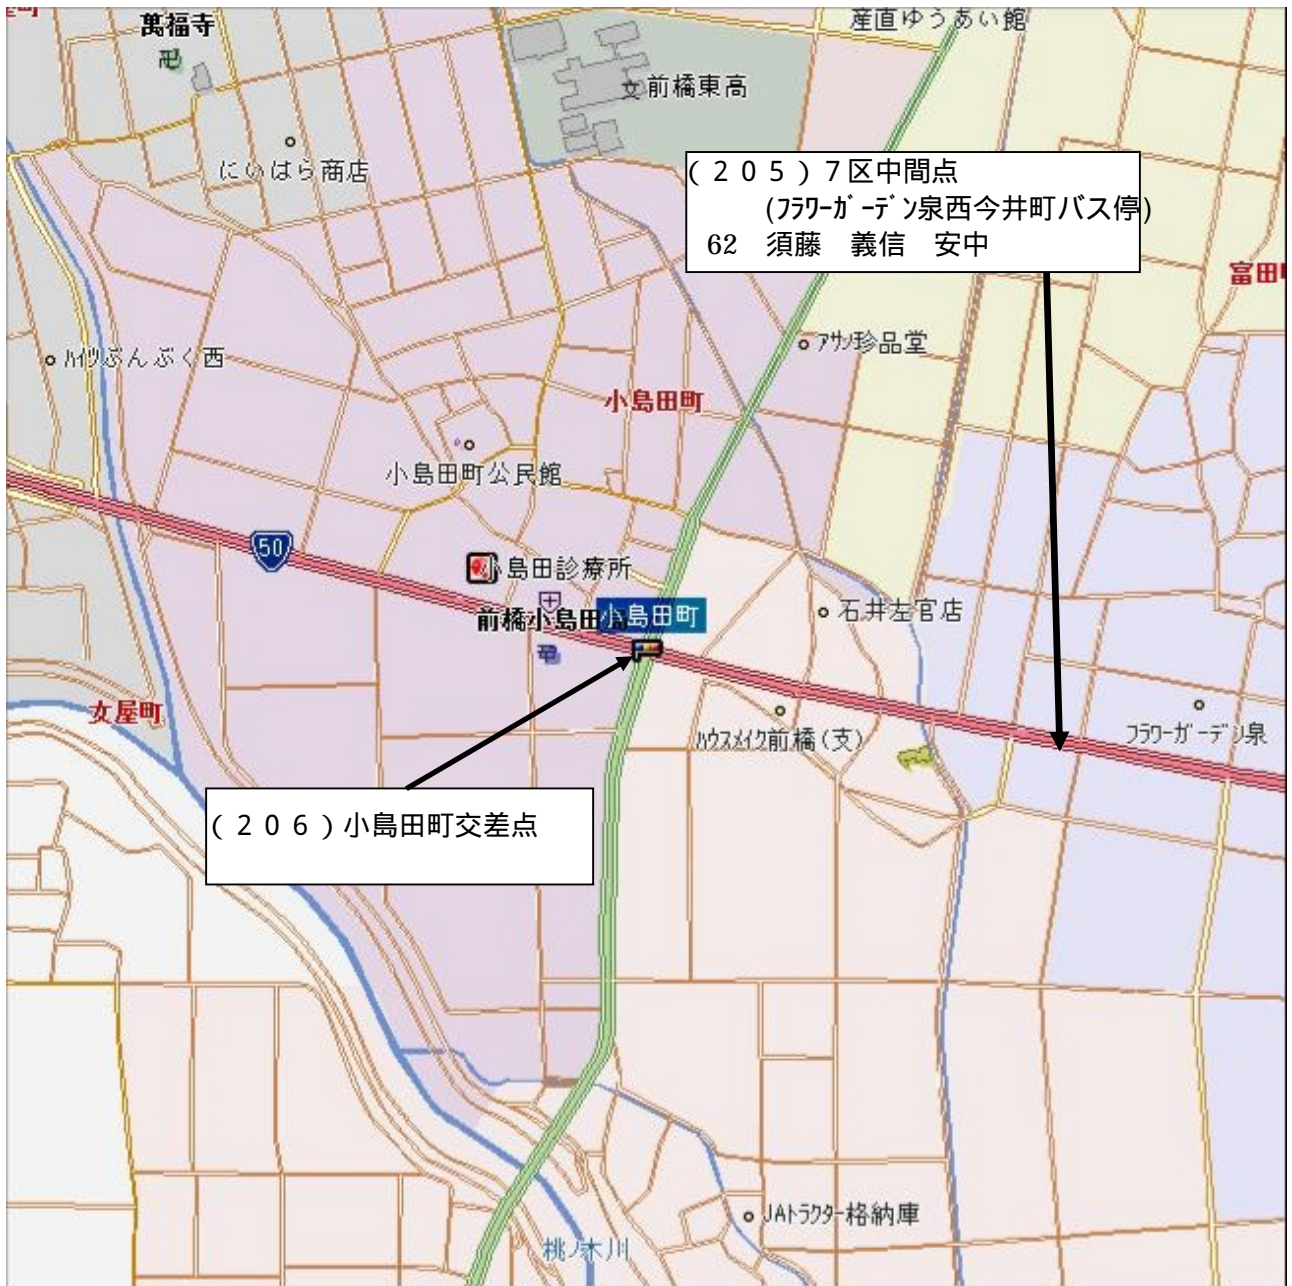 萬福寺
産直ゆうあい館
前橋東高
にいはら商店
(205)7区中間点
(フラワーガーデン泉西今井町バス停)
62 須藤 義信 安中
富田
アサノ珍品堂
ハイツぶんぶく西
小島田町
小島田町公民館
50
小島田診療所
前橋小島田
小島田町
石井左官店
女屋町
ハウスメイク前橋(支)
フラワーガーデン泉
(206)小島田町交差点
JAトラクター格納庫
桃ノ木川